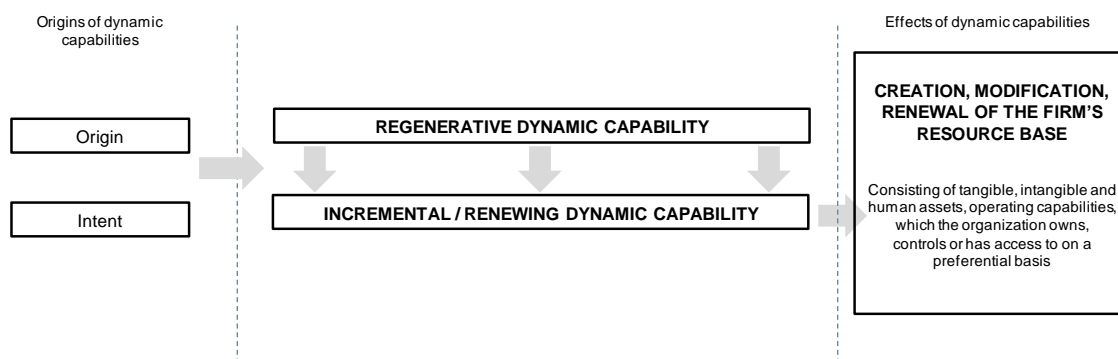 Origins of dynamic
capabilities
Effects of dynamic capabilities
Origin
Intent
REGENERATIVE DYNAMIC CAPABILITY
INCREMENTAL / RENEWING DYNAMIC CAPABILITY
CREATION, MODIFICATION,
RENEWAL OF THE FIRM'S
RESOURCE BASE
Consisting of tangible, intangible and
human assets, operating capabilities,
which the organization owns,
controls or has access to on a
preferential basis